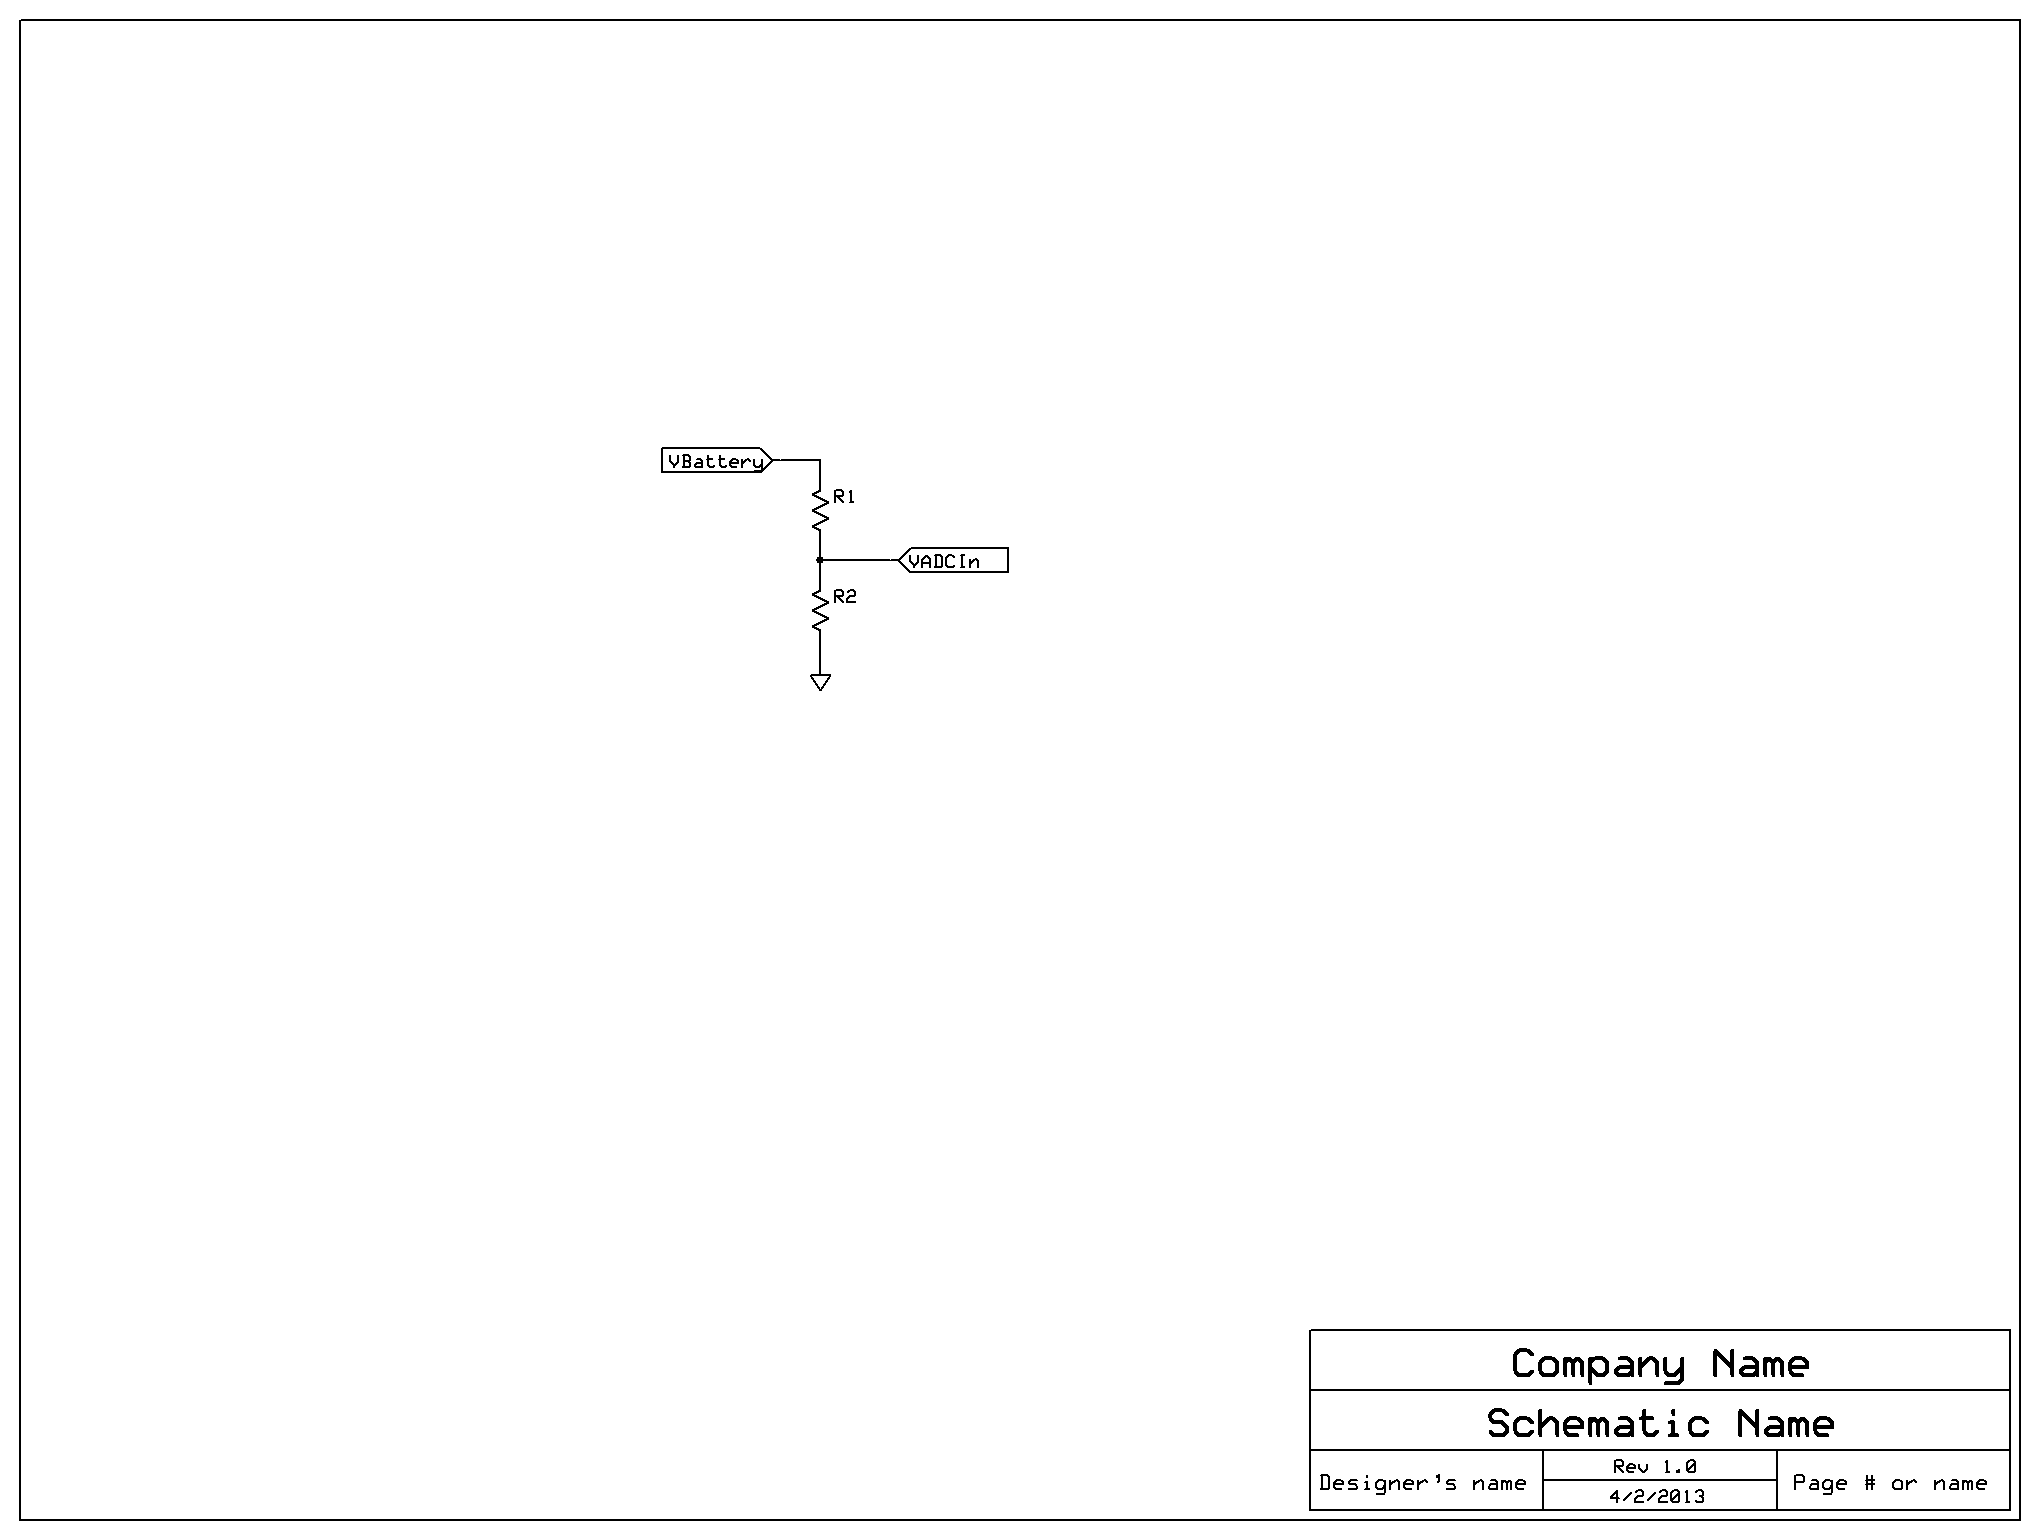 VBattery
R1
VADCIn
R2
Company Name
Schematic Name
Designer's name
Rev 1.0
4/2/2013
Page # or name